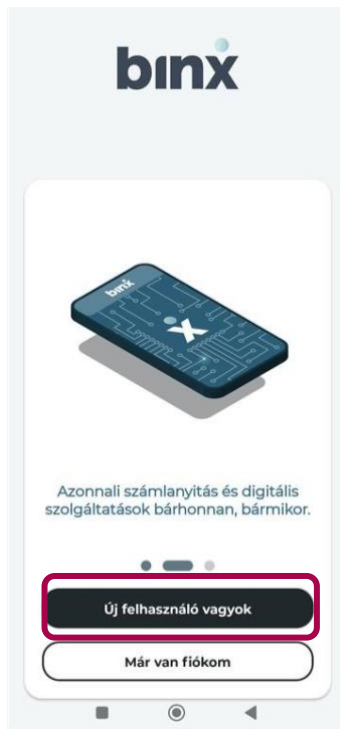 binx
binx
X
Azonnali számlanyitás és digitális
szolgáltatások bárhonnan, bármikor.
Új felhasználó vagyok
Már van fiókom